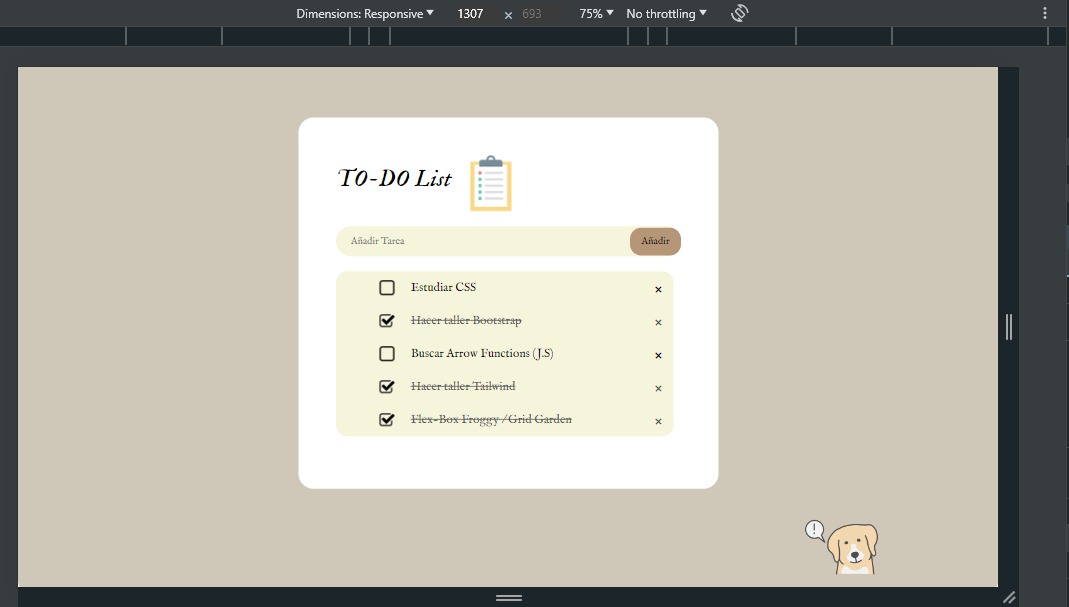 Dimensions: Responsive 1307 × 693 75% No throttling
TO-DO List
Añadir Tarea Añadir
Estudiar CSS ×
Hacer taller Bootstrap ×
Buscar Arrow Functions (J.S) ×
Hacer taller Tailwind ×
Flex-Box Froggy /Grid Garden ×
!